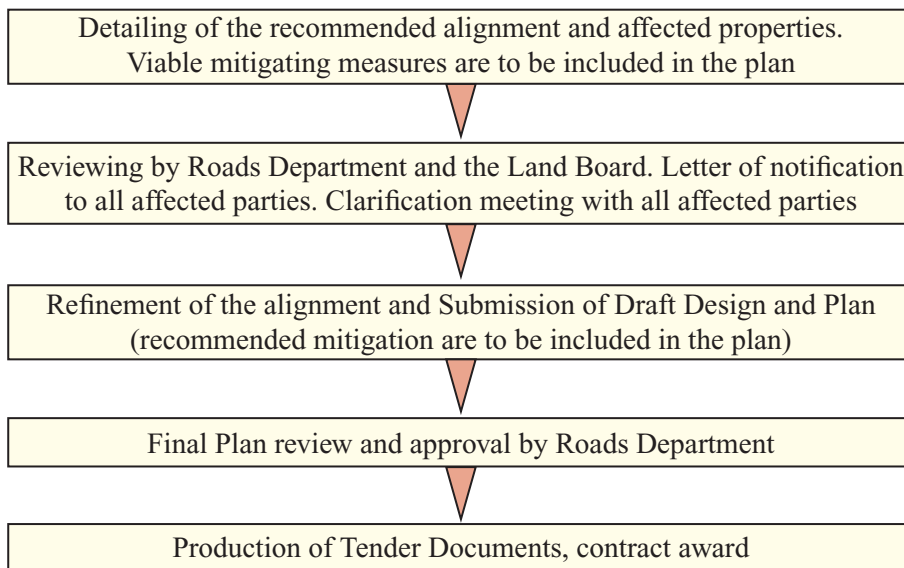 Detailing of the recommended alignment and affected properties.
Viable mitigating measures are to be included in the plan
Reviewing by Roads Department and the Land Board. Letter of notification
to all affected parties. Clarification meeting with all affected parties
Refinement of the alignment and Submission of Draft Design and Plan
(recommended mitigation are to be included in the plan)
Final Plan review and approval by Roads Department
Production of Tender Documents, contract award